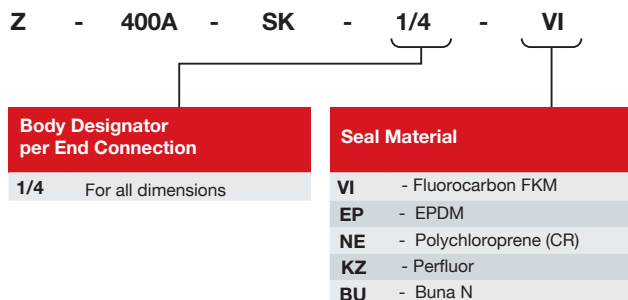 Z - 400A - SK - 1/4 - VI
Body Designator
per End Connection
1/4 For all dimensions
Seal Material
VI - Fluorocarbon FKM
EP - EPDM
NE - Polychloroprene (CR)
KZ - Perfluor
BU - Buna N